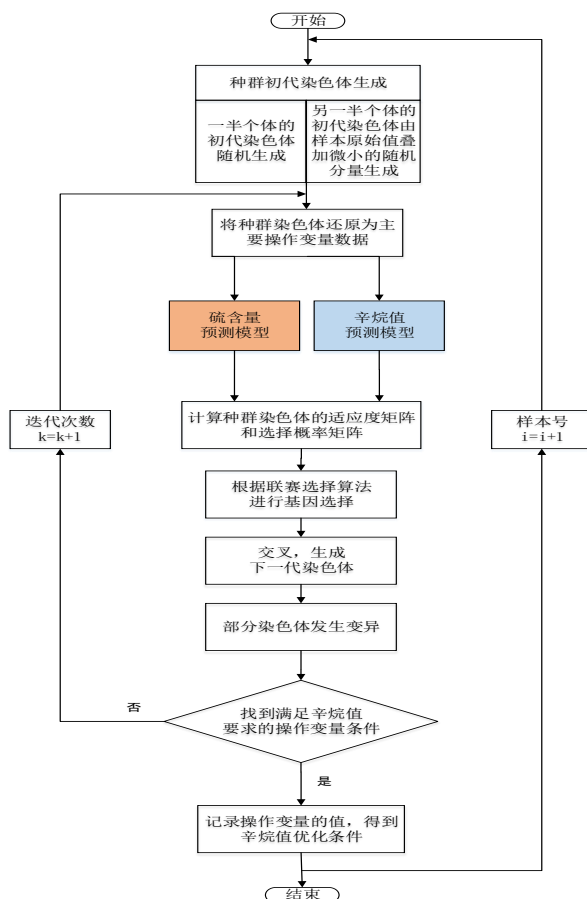 开始
种群初代染色体生成
一半个体的
初代染色体
随机生成
另一半个体的
初代染色体由
样本原始值叠
加微小的随机
分量生成
将种群染色体还原为主
要操作变量数据
硫含量
预测模型
辛烷值
预测模型
迭代次数
k=k+1
计算种群染色体的适应度矩阵
和选择概率矩阵
样本号
i=i+1
根据联赛选择算法
进行基因选择
交叉，生成
下一代染色体
部分染色体发生变异
否
找到满足辛烷值
要求的操作变量条件
是
记录操作变量的值，得到
辛烷值优化条件
结束